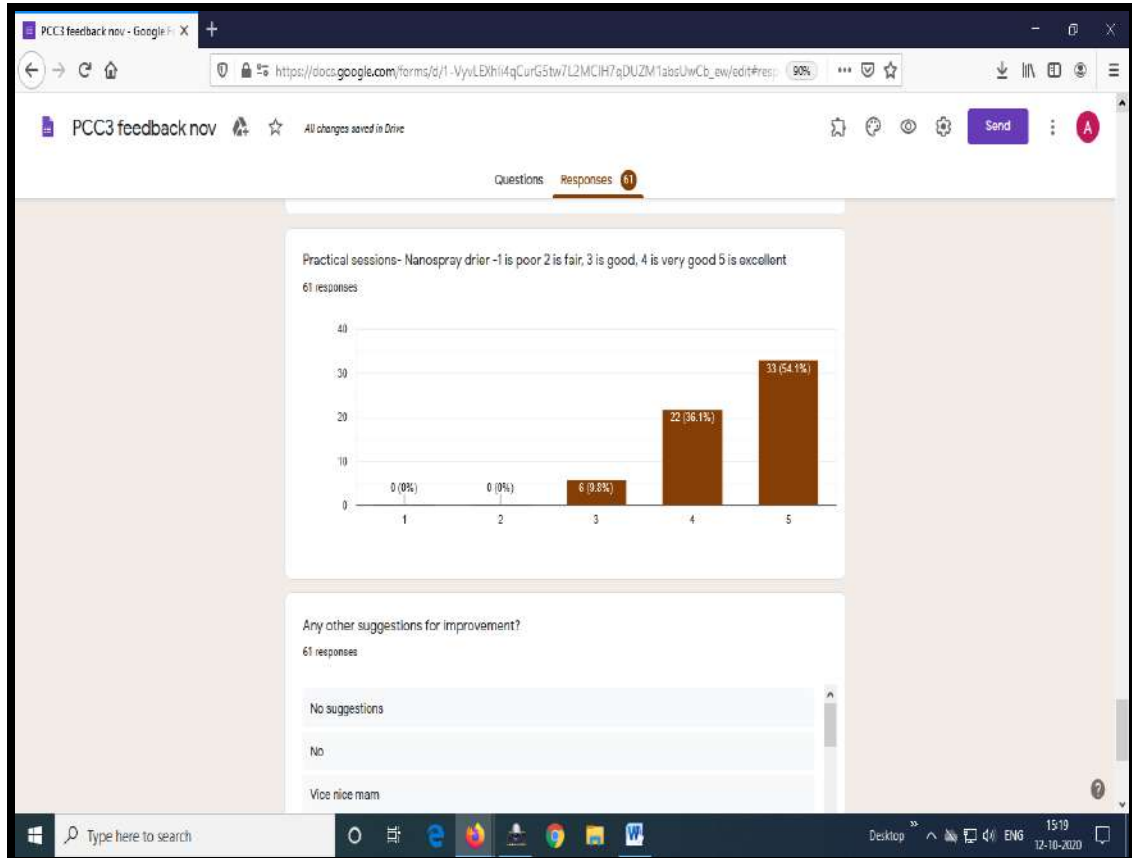 PCC3 feedback nov - Google F
https://docs.google.com/forms/d/1-VyvLEXhIi4qCurG5tw7L2MCIH7qDUZM1absUwCb_ew/edit#resp 90%
PCC3 feedback nov All changes saved in Drive Send A
Questions Responses 61
Practical sessions- Nanospray drier -1 is poor 2 is fair, 3 is good, 4 is very good 5 is excellent
61 responses
40
30
20
10
0
0 (0%) 0 (0%) 6 (9.8%) 22 (36.1%) 33 (54.1%)
1 2 3 4 5
Any other suggestions for improvement?
61 responses
No suggestions
No
Vice nice mam
Type here to search Desktop ENG 15:19
12-10-2020